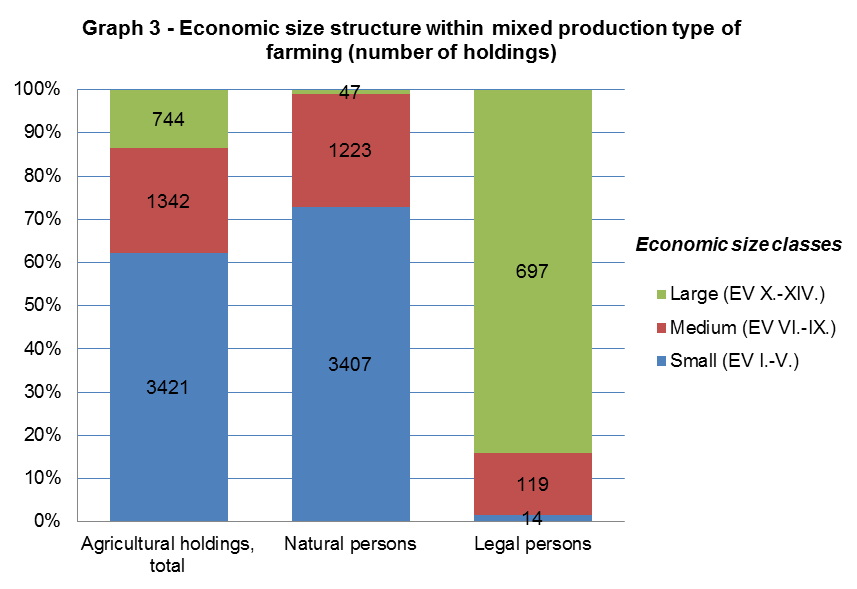 Graph 3 - Economic size structure within mixed production type of
farming (number of holdings)
100%
90%
80%
70%
60%
50%
40%
30%
20%
10%
0%
744
1342
3421
47
1223
3407
697
119
14
Agricultural holdings,
total
Natural persons
Legal persons
Economic size classes
Large (EV X.-XIV.)
Medium (EV VI.-IX.)
Small (EV I.-V.)